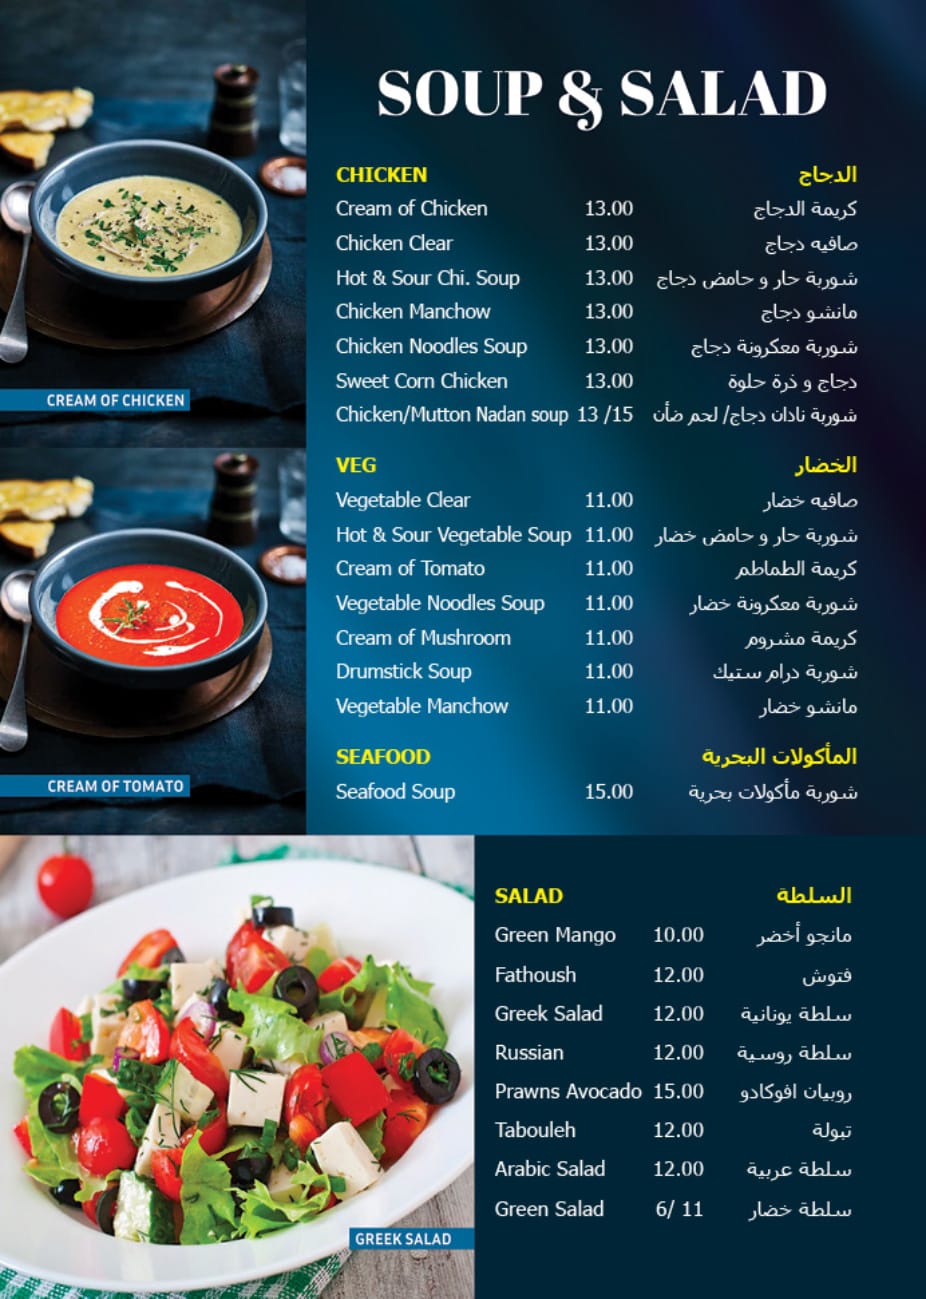 SOUP & SALAD
CHICKEN الدجاج
Cream of Chicken 13.00 كريمة الدجاج
Chicken Clear 13.00 صافيه دجاج
Hot & Sour Chi. Soup 13.00 شوربة حار و حامض دجاج
Chicken Manchow 13.00 مانشو دجاج
Chicken Noodles Soup 13.00 شوربة معكرونة دجاج
Sweet Corn Chicken 13.00 دجاج و ذرة حلوة
Chicken/Mutton Nadan soup 13 /15 شوربة نادان دجاج/ لحم ضأن
CREAM OF CHICKEN
VEG الخضار
Vegetable Clear 11.00 صافيه خضار
Hot & Sour Vegetable Soup 11.00 شوربة حار و حامض خضار
Cream of Tomato 11.00 كريمة الطماطم
Vegetable Noodles Soup 11.00 شوربة معكرونة خضار
Cream of Mushroom 11.00 كريمة مشروم
Drumstick Soup 11.00 شوربة درام ستيك
Vegetable Manchow 11.00 مانشو خضار
SEAFOOD المأكولات البحرية
Seafood Soup 15.00 شوربة مأكولات بحرية
CREAM OF TOMATO
SALAD السلطة
Green Mango 10.00 مانجو أخضر
Fathoush 12.00 فتوش
Greek Salad 12.00 سلطة يونانية
Russian 12.00 سلطة روسية
Prawns Avocado 15.00 روبيان افوكادو
Tabouleh 12.00 تبولة
Arabic Salad 12.00 سلطة عربية
Green Salad 6/ 11 سلطة خضار
GREEK SALAD